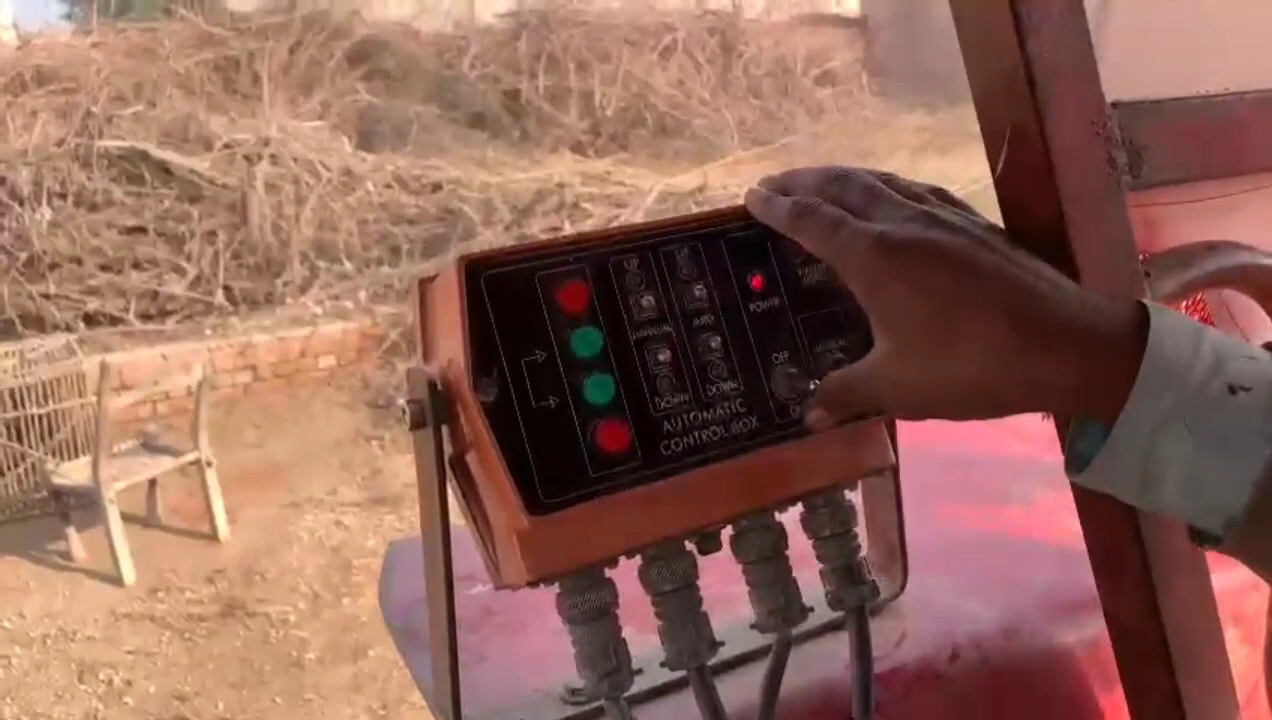 UP
UP
MANUAL
AUTO
DOWN
DOWN
POWER
OFF
AUTOMATIC
CONTROL BOX